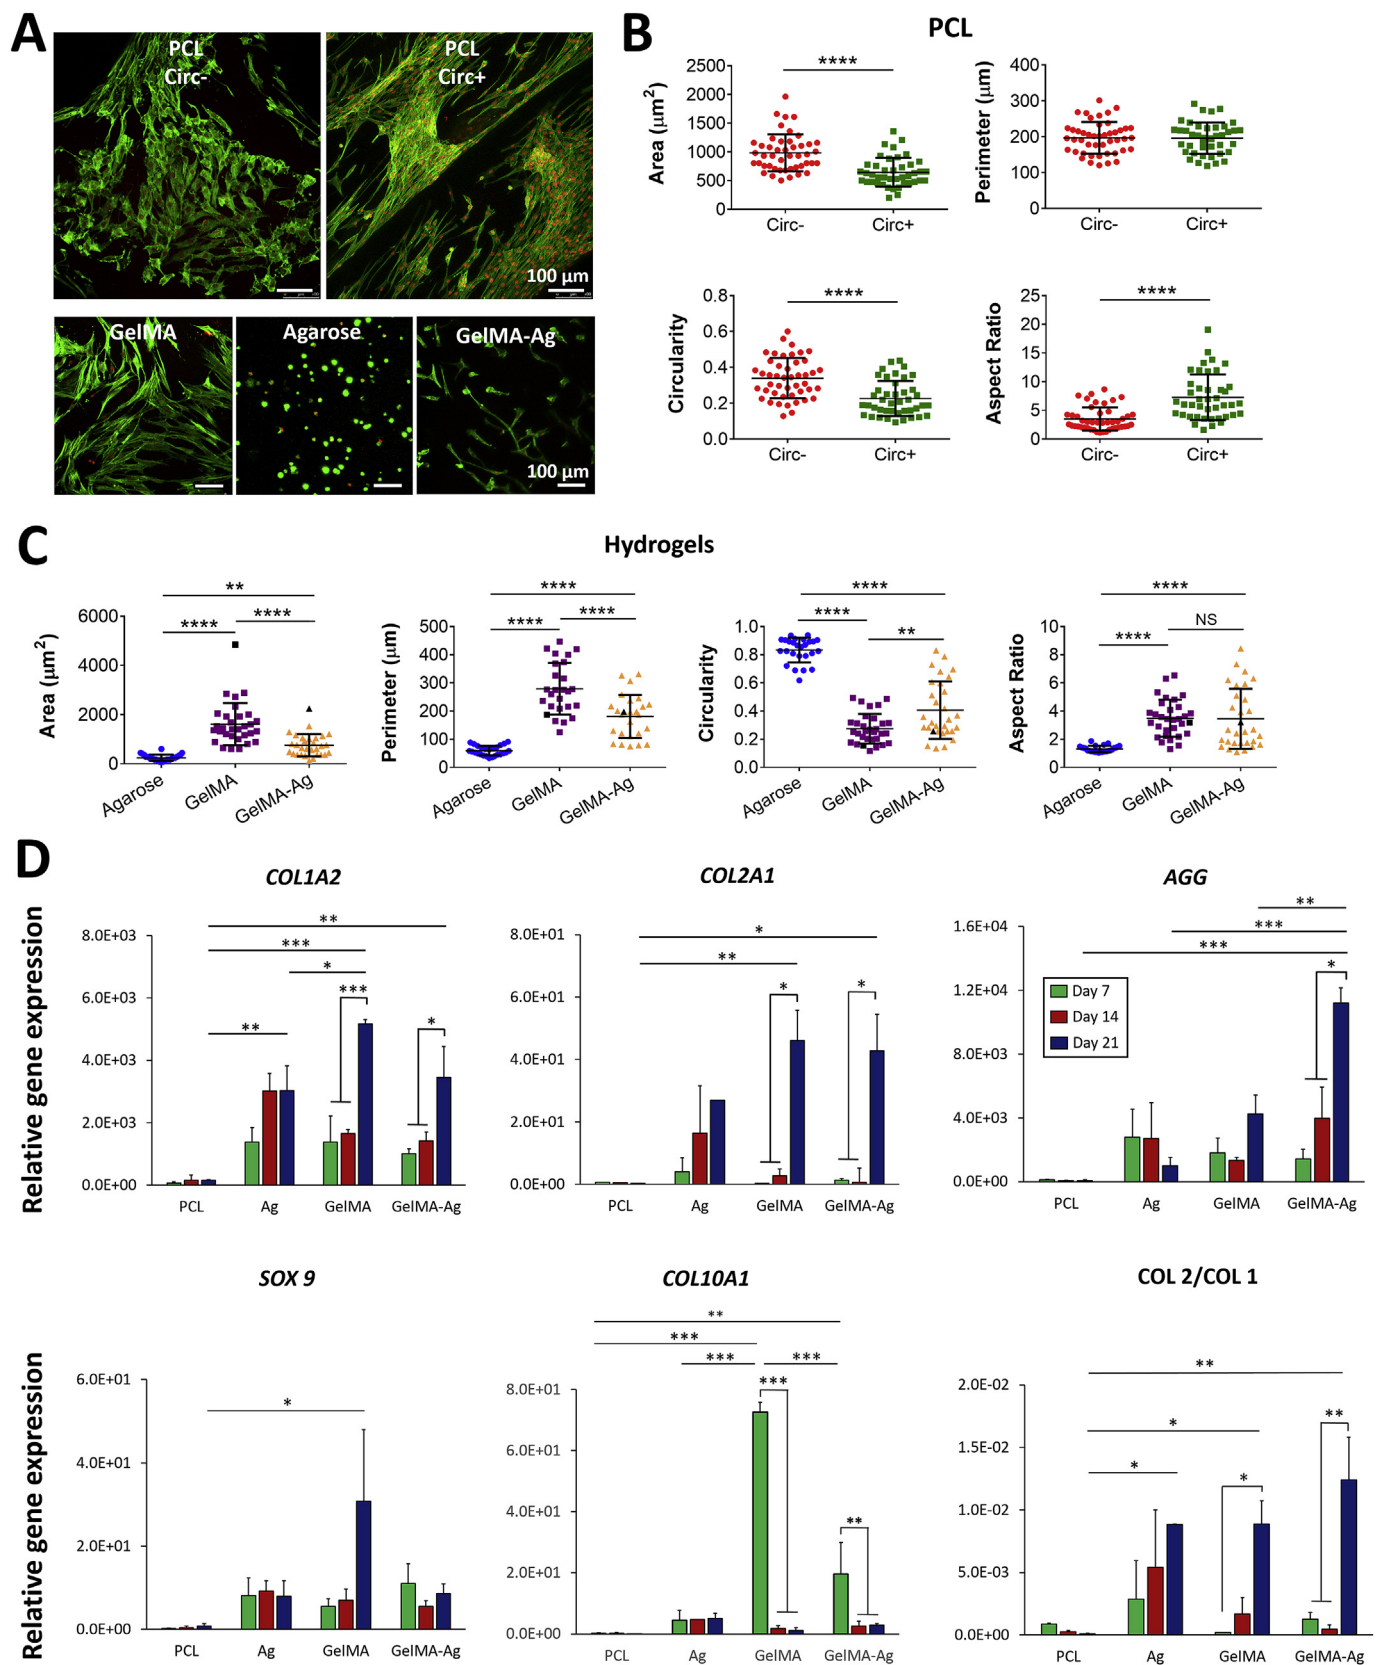 A
PCL
Circ-
PCL
Circ+
100 µm
GelMA
Agarose
GelMA-Ag
100 µm
B
PCL
Area (µm²)
2500
2000
1500
1000
500
0
****
Circ-
Circ+
Perimeter (µm)
400
300
200
100
0
Circ-
Circ+
Circularity
0.8
0.6
0.4
0.2
0.0
****
Circ-
Circ+
Aspect Ratio
25
20
15
10
5
0
****
Circ-
Circ+
C
Hydrogels
Area (µm²)
6000
4000
2000
0
**
****
****
Agarose
GelMA
GelMA-Ag
Perimeter (µm)
500
400
300
200
100
0
****
****
****
Agarose
GelMA
GelMA-Ag
Circularity
1.0
0.8
0.6
0.4
0.2
0.0
****
****
**
Agarose
GelMA
GelMA-Ag
Aspect Ratio
10
8
6
4
2
0
****
****
NS
Agarose
GelMA
GelMA-Ag
D
Relative gene expression
COL1A2
8.0E+03
6.0E+03
4.0E+03
2.0E+03
0.0E+00
**
***
*
***
**
*
PCL
Ag
GelMA
GelMA-Ag
COL2A1
8.0E+01
6.0E+01
4.0E+01
2.0E+01
0.0E+00
*
**
*
*
PCL
Ag
GelMA
GelMA-Ag
AGG
1.6E+04
1.2E+04
8.0E+03
4.0E+03
0.0E+00
**
***
***
*
Day 7
Day 14
Day 21
PCL
Ag
GelMA
GelMA-Ag
Relative gene expression
SOX 9
6.0E+01
4.0E+01
2.0E+01
0.0E+00
*
PCL
Ag
GelMA
GelMA-Ag
COL10A1
8.0E+01
6.0E+01
4.0E+01
2.0E+01
0.0E+00
**
***
***
***
***
**
PCL
Ag
GelMA
GelMA-Ag
COL 2/COL 1
2.0E-02
1.5E-02
1.0E-02
5.0E-03
0.0E+00
**
*
*
*
**
PCL
Ag
GelMA
GelMA-Ag